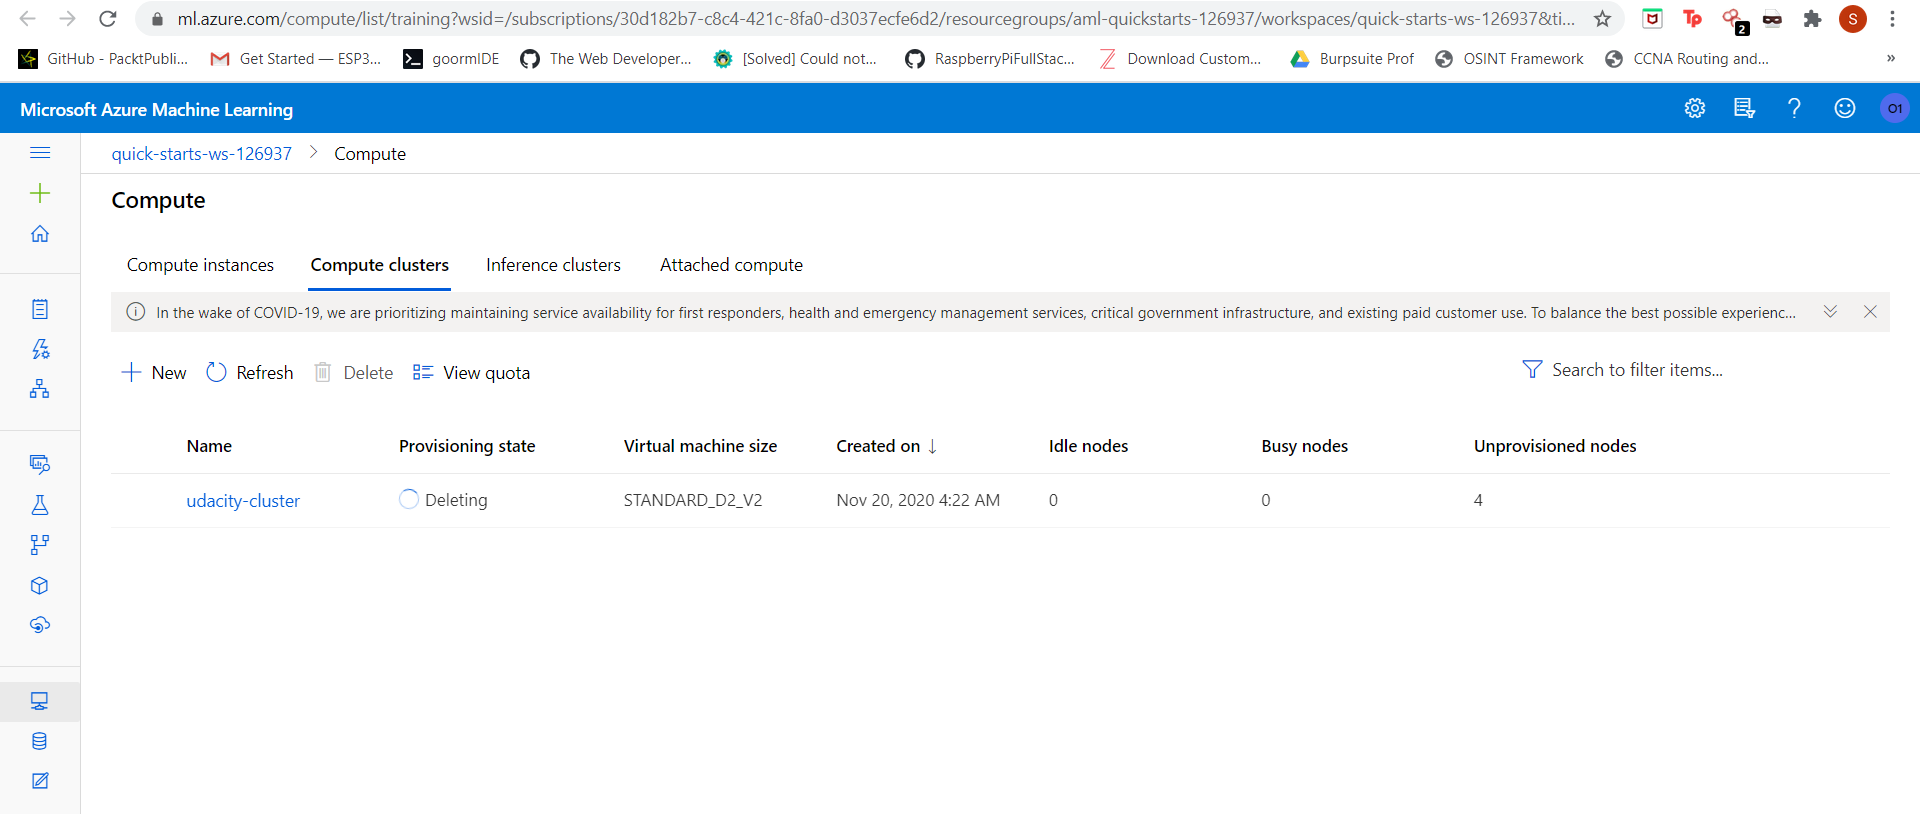 ml.azure.com/compute/list/training?wsid=/subscriptions/30d182b7-c8c4-421c-8fa0-d3037ecfe6d2/resourcegroups/aml-quickstarts-126937/workspaces/quick-starts-ws-126937&ti...
Tp
2
S
GitHub - PacktPubli...
Get Started — ESP3...
goormIDE
The Web Developer...
[Solved] Could not...
RaspberryPiFullStac...
Download Custom...
Burpsuite Prof
OSINT Framework
CCNA Routing and...
»
Microsoft Azure Machine Learning
?
O1
quick-starts-ws-126937 > Compute
Compute
Compute instances
Compute clusters
Inference clusters
Attached compute
In the wake of COVID-19, we are prioritizing maintaining service availability for first responders, health and emergency management services, critical government infrastructure, and existing paid customer use. To balance the best possible experienc...
New
Refresh
Delete
View quota
Search to filter items...
Name Provisioning state Virtual machine size Created on ↓ Idle nodes Busy nodes Unprovisioned nodes
udacity-cluster Deleting STANDARD_D2_V2 Nov 20, 2020 4:22 AM 0 0 4